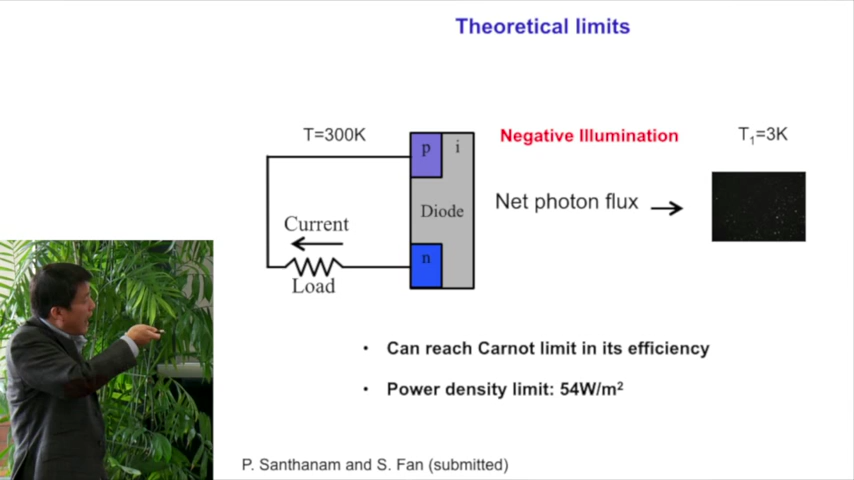 Theoretical limits
T=300K
Negative Illumination
T₁=3K
p i
Net photon flux
Diode
Current
n
Load
• Can reach Carnot limit in its efficiency
• Power density limit: 54W/m²
P. Santhanam and S. Fan (submitted)